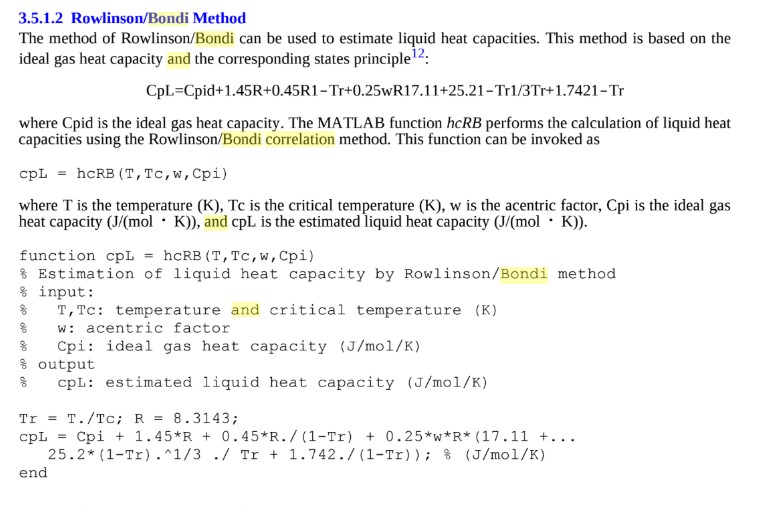 3.5.1.2 Rowlinson/Bondi Method
The method of Rowlinson/Bondi can be used to estimate liquid heat capacities. This method is based on the
ideal gas heat capacity and the corresponding states principle12:
CpL=Cpid+1.45R+0.45R1−Tr+0.25wR17.11+25.21−Tr1/3Tr+1.7421−Tr
where Cpid is the ideal gas heat capacity. The MATLAB function hcRB performs the calculation of liquid heat
capacities using the Rowlinson/Bondi correlation method. This function can be invoked as
cpL = hcRB(T,Tc,w,Cpi)
where T is the temperature (K), Tc is the critical temperature (K), w is the acentric factor, Cpi is the ideal gas
heat capacity (J/(mol · K)), and cpL is the estimated liquid heat capacity (J/(mol · K)).
function cpL = hcRB(T,Tc,w,Cpi)
% Estimation of liquid heat capacity by Rowlinson/Bondi method
% input:
% T,Tc: temperature and critical temperature (K)
% w: acentric factor
% Cpi: ideal gas heat capacity (J/mol/K)
% output
% cpL: estimated liquid heat capacity (J/mol/K)
Tr = T./Tc; R = 8.3143;
cpL = Cpi + 1.45*R + 0.45*R./(1-Tr) + 0.25*w*R*(17.11 +...
25.2*(1-Tr).^1/3 ./ Tr + 1.742./(1-Tr)); % (J/mol/K)
end